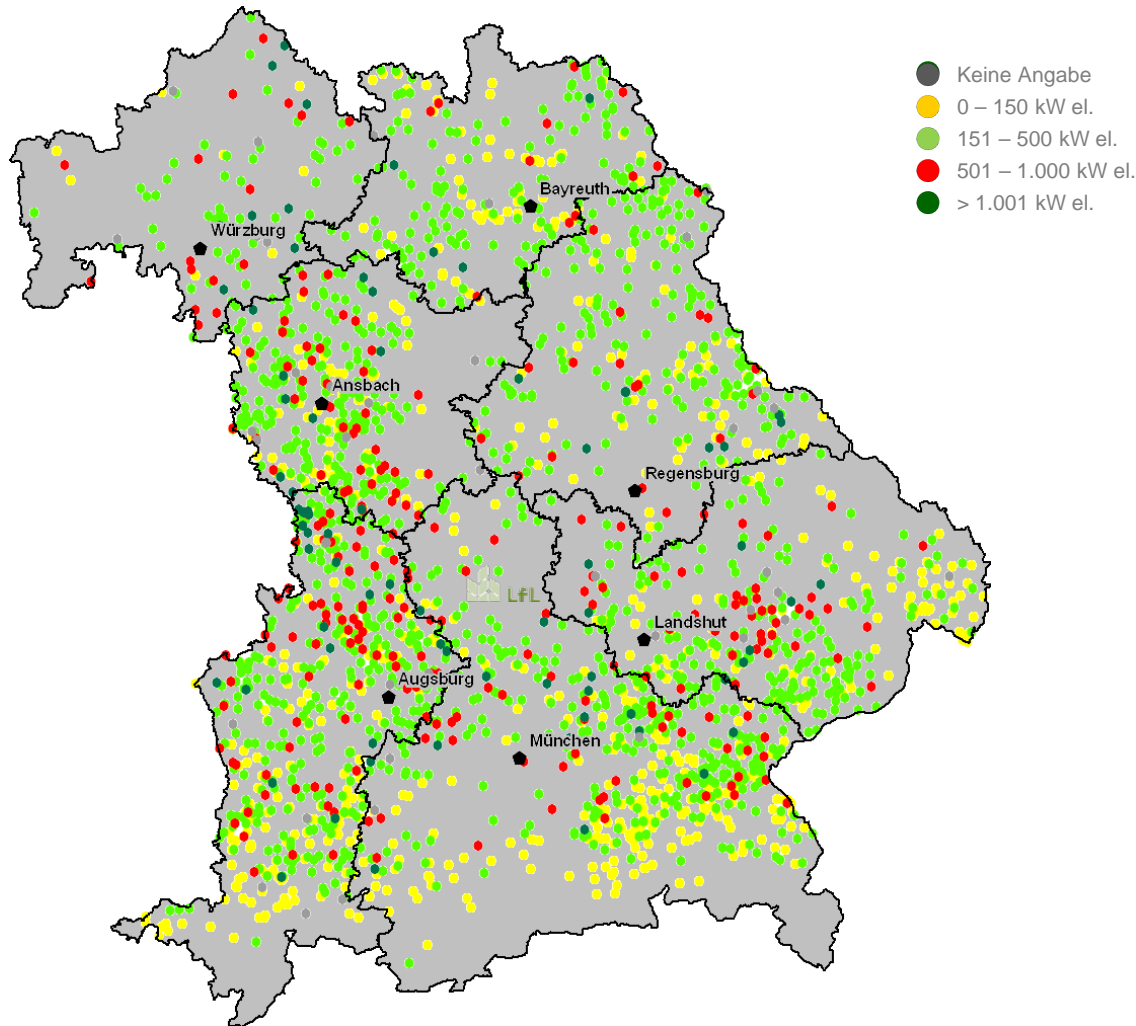 Keine Angabe
0 – 150 kW el.
151 – 500 kW el.
501 – 1.000 kW el.
> 1.001 kW el.
Bayreuth
Würzburg
Ansbach
Regensburg
LfL
Landshut
Augsburg
München